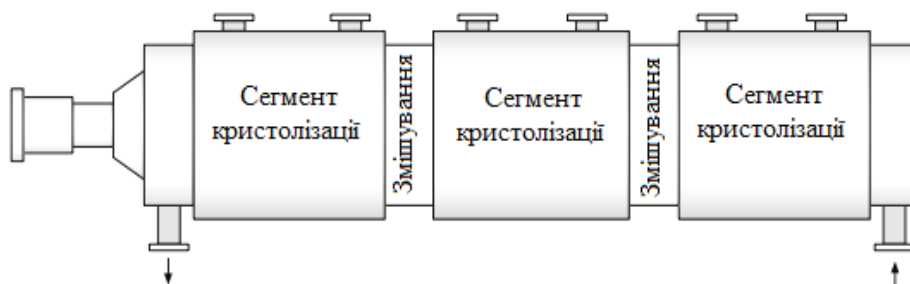 Сегмент
кристолізації
Змішування
Сегмент
кристолізації
Змішування
Сегмент
кристолізації